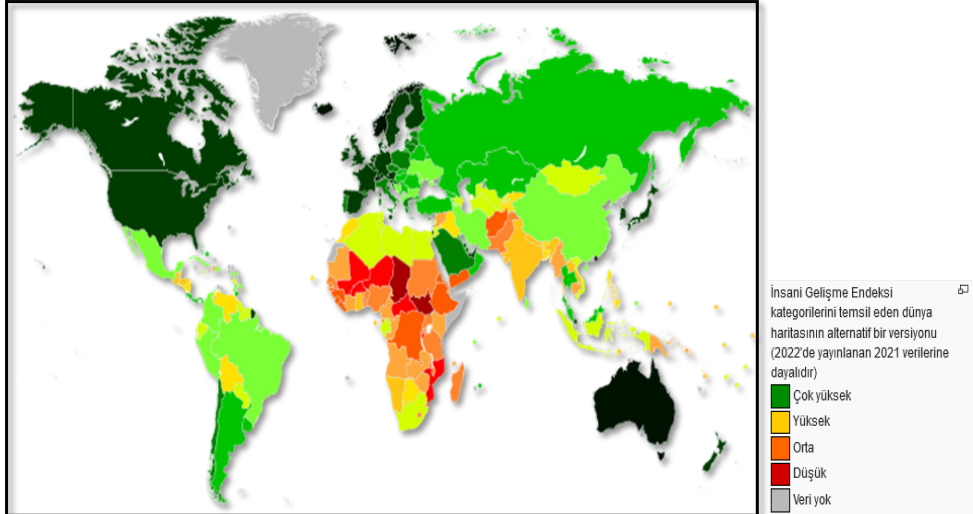 İnsani Gelişme Endeksi
kategorilerini temsil eden dünya
haritasının alternatif bir versiyonu
(2022'de yayınlanan 2021 verilerine
dayalıdır)
Çok yüksek
Yüksek
Orta
Düşük
Veri yok